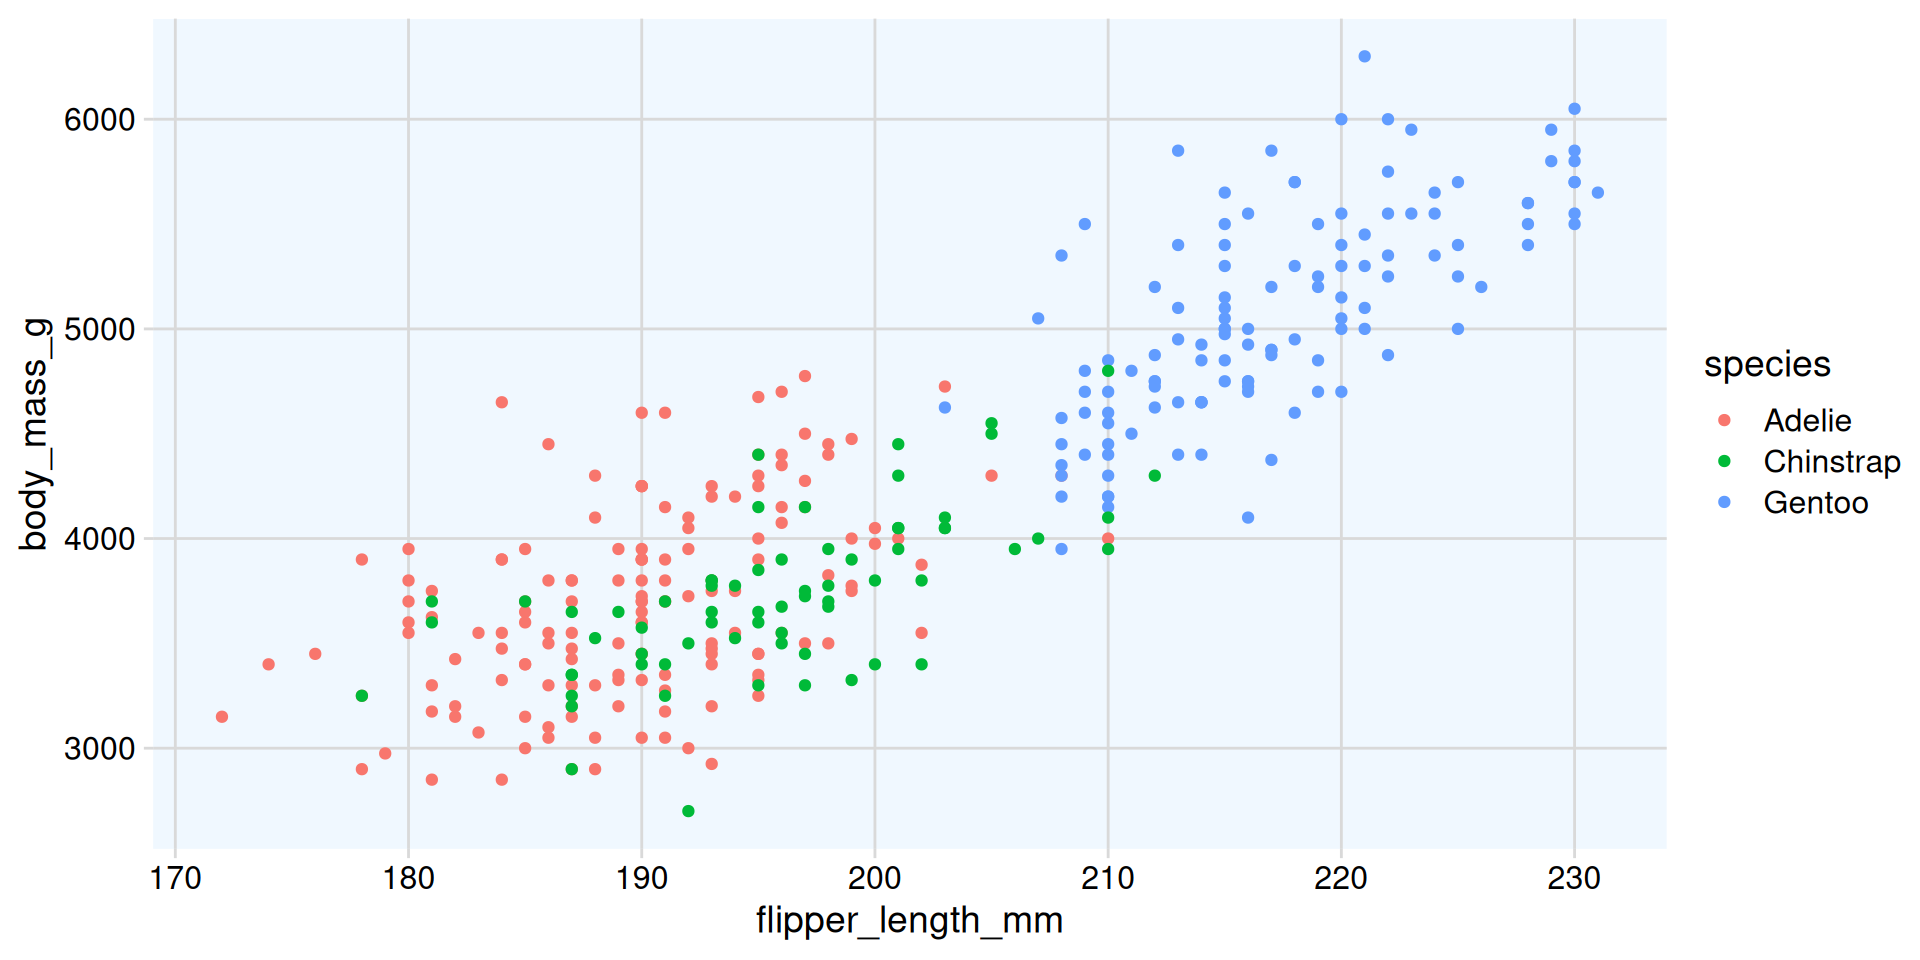 body_mass_g
6000
5000
4000
3000
170 180 190 200 210 220 230
flipper_length_mm
species
Adelie
Chinstrap
Gentoo